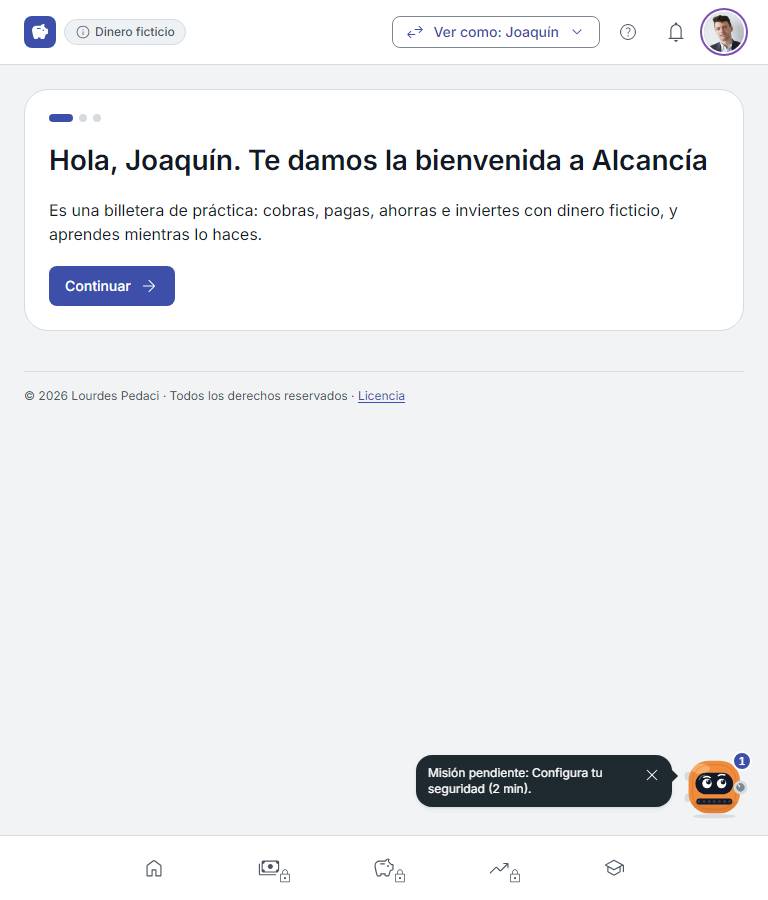 Dinero ficticio
Ver como: Joaquín
Hola, Joaquín. Te damos la bienvenida a Alcancía
Es una billetera de práctica: cobras, pagas, ahorras e inviertes con dinero ficticio, y
aprendes mientras lo haces.
Continuar
© 2026 Lourdes Pedaci · Todos los derechos reservados · Licencia
Misión pendiente: Configura tu
seguridad (2 min).
1